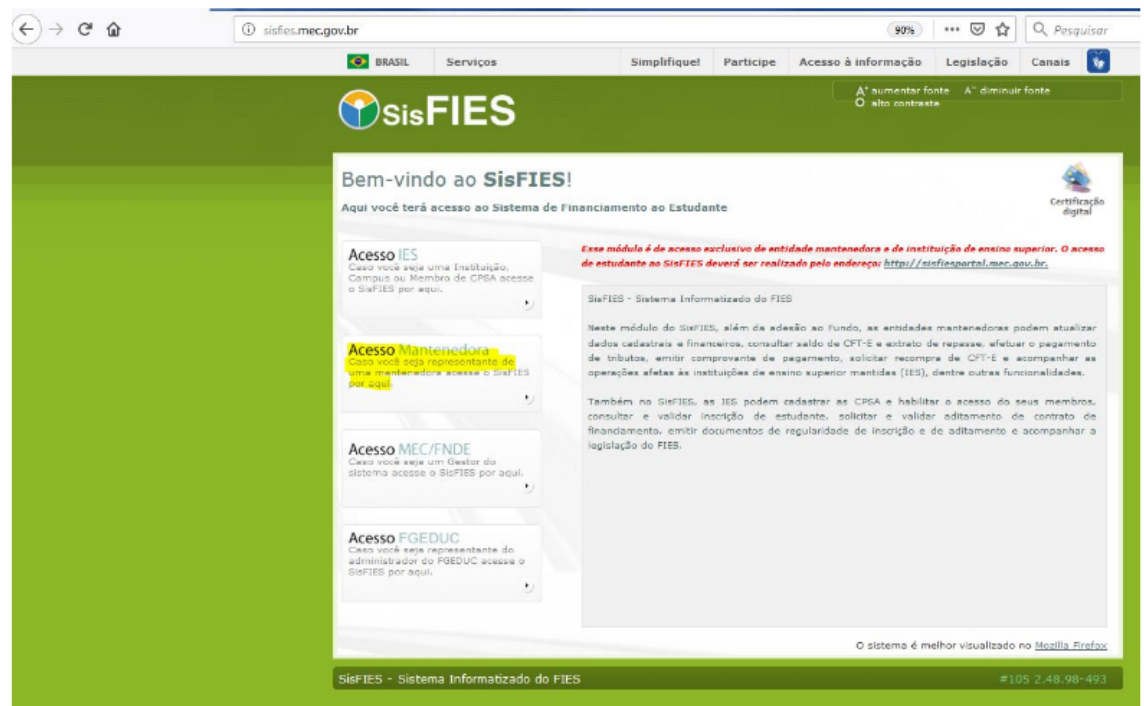 sisfies.mec.gov.br
90%
Pesquisar
BRASIL Serviços Simplifique! Participe Acesso à informação Legislação Canais
A+ aumentar fonte A- diminuir fonte
alto contraste
SisFIES
Bem-vindo ao SisFIES!
Aqui você terá acesso ao Sistema de Financiamento ao Estudante
Certificação
digital
Acesso IES
Caso você seja uma Instituição,
Campus ou Membro de CPSA acesse
o SisFIES por aqui.
Acesso Mantenedora
Caso você seja representante de
uma mentenedora acesse o SisFIES
por aqui.
Acesso MEC/FNDE
Caso você seja um Gestor do
sistema acesse o SisFIES por aqui.
Acesso FGEDUC
Caso você seja representante do
administrador do FGEDUC acesse o
SisFIES por aqui.
Esse módulo é de acesso exclusivo de entidade mantenedora e de instituição de ensino superior. O acesso
de estudante ao SisFIES deverá ser realizado pelo endereço: http://sisfiesportal.mec.gov.br.
SisFIES - Sistema Informatizado do FIES
Neste módulo do SisFIES, além da adesão ao Fundo, as entidades mantenedoras podem atualizar
dados cadastrais e financeiros, consultar saldo de CFT-E e extrato de repasse, efetuar o pagamento
de tributos, emitir comprovante de pagamento, solicitar recompra de CFT-E e acompanhar as
operações afetas às instituições de ensino superior mantidas (IES), dentre outras funcionalidades.
Também no SisFIES, as IES podem cadastrar as CPSA e habilitar o acesso do seus membros,
consultar e validar inscrição de estudante, solicitar e validar aditamento de contrato de
financiamento, emitir documentos de regularidade de inscrição e de aditamento e acompanhar a
legislação do FIES.
O sistema é melhor visualizado no Mozilla Firefox
SisFIES - Sistema Informatizado do FIES #105 2.48.98-493